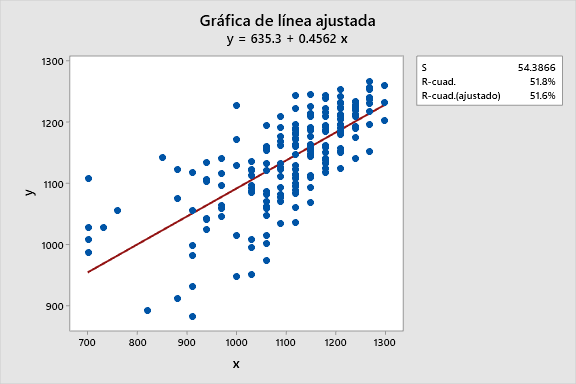 Gráfica de línea ajustada
y = 635.3 + 0.4562 x
S 54.3866
R-cuad. 51.8%
R-cuad.(ajustado) 51.6%
1300
1200
1100
1000
900
y
700 800 900 1000 1100 1200 1300
x